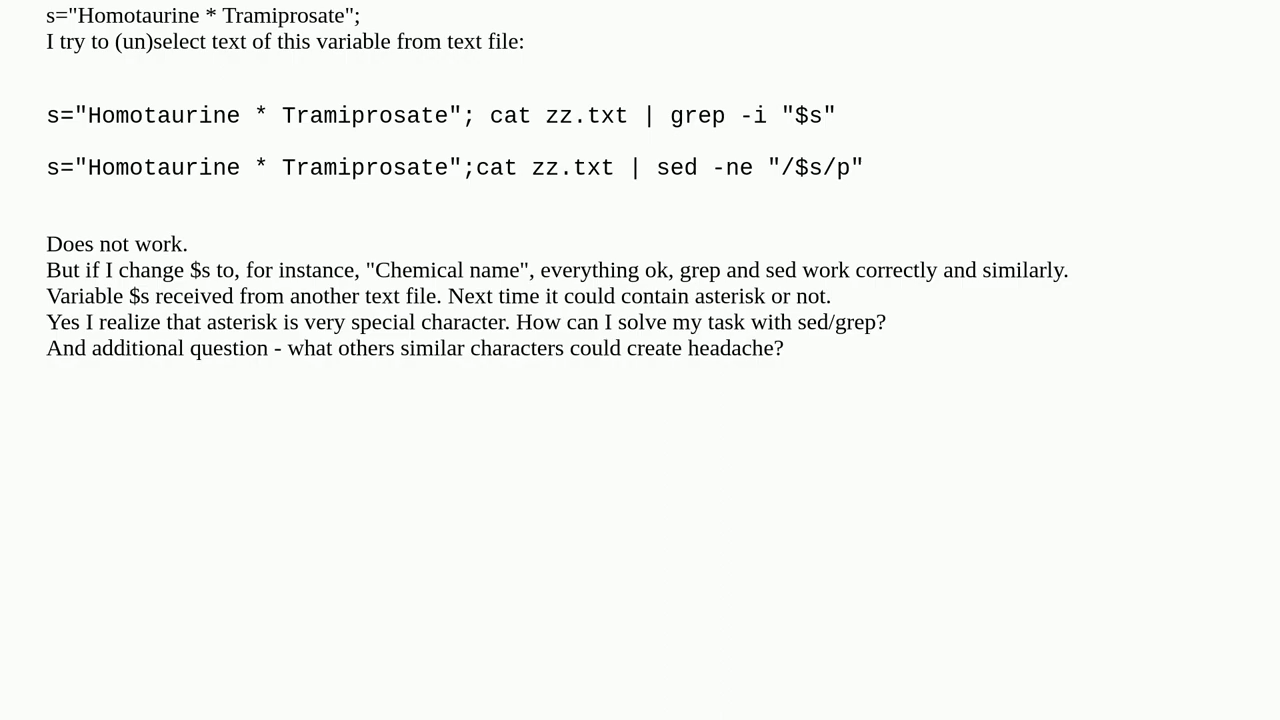 s="Homotaurine * Tramiprosate";
I try to (un)select text of this variable from text file:
s="Homotaurine * Tramiprosate"; cat zz.txt | grep -i "$s"
s="Homotaurine * Tramiprosate";cat zz.txt | sed -ne "/$s/p"
Does not work.
But if I change $s to, for instance, "Chemical name", everything ok, grep and sed work correctly and similarly.
Variable $s received from another text file. Next time it could contain asterisk or not.
Yes I realize that asterisk is very special character. How can I solve my task with sed/grep?
And additional question - what others similar characters could create headache?